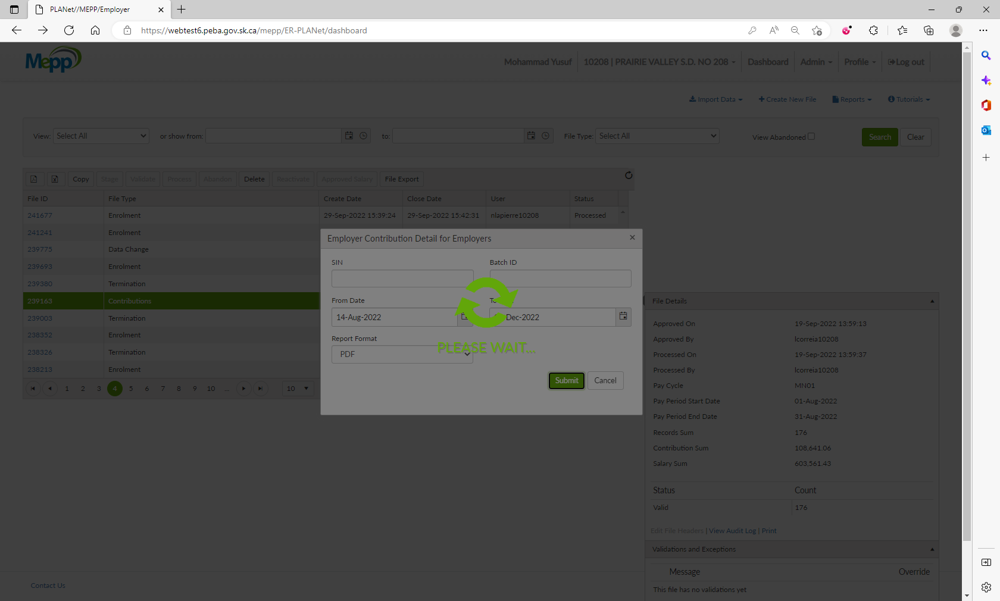 PLANet//MEPP/Employer
https://webtest6.peba.gov.sk.ca/mepp/ER-PLANet/dashboard
Mepp
Mohammad Yusuf
10208 | PRAIRIE VALLEY S.D. NO 208
Dashboard
Admin
Profile
Log out
Import Data
Create New File
Reports
Tutorials
View: Select All
or show from:
to:
File Type: Select All
View Abandoned
Search
Clear
Copy
Stage
Validate
Process
Abandon
Delete
Reactivate
Approved Salary
File Export
File ID File Type Create Date Close Date User Status
241677 Enrolment 29-Sep-2022 15:39:24 29-Sep-2022 15:42:31 nlapierre10208 Processed
241241 Enrolment
239775 Data Change
239693 Enrolment
239380 Termination
239163 Contributions
239003 Termination
238352 Enrolment
238326 Termination
238213 Enrolment
1 2 3 4 5 6 7 8 9 10 ... 10
Employer Contribution Detail for Employers
SIN
Batch ID
From Date
14-Aug-2022
Dec-2022
Report Format
PDF
PLEASE WAIT...
Submit
Cancel
File Details
Approved On 19-Sep-2022 13:59:13
Approved By lcorreia10208
Processed On 19-Sep-2022 13:59:37
Processed By lcorreia10208
Pay Cycle MN01
Pay Period Start Date 01-Aug-2022
Pay Period End Date 31-Aug-2022
Records Sum 176
Contribution Sum 108,641.06
Salary Sum 603,561.43
Status Count
Valid 176
Edit File Headers | View Audit Log | Print
Validations and Exceptions
Message Override
This file has no validations yet
Contact Us